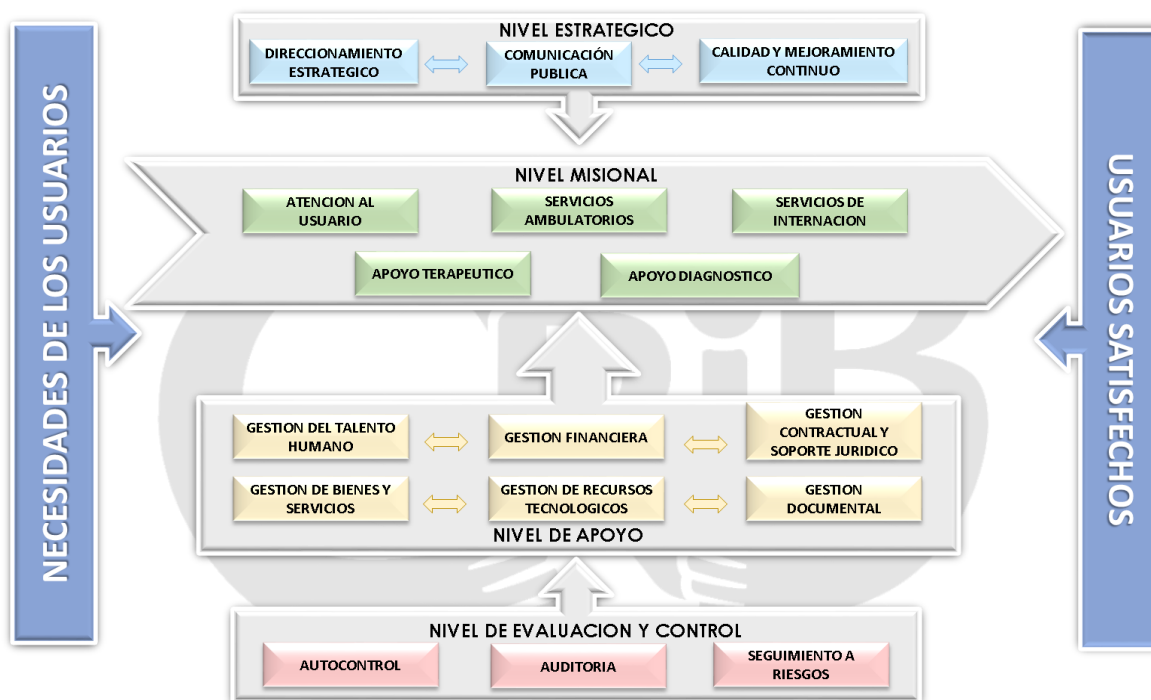 NECESIDADES DE LOS USUARIOS
NIVEL ESTRATEGICO
DIRECCIONAMIENTO
ESTRATEGICO
COMUNICACIÓN
PUBLICA
CALIDAD Y MEJORAMIENTO
CONTINUO
NIVEL MISIONAL
ATENCION AL
USUARIO
SERVICIOS
AMBULATORIOS
SERVICIOS DE
INTERNACION
APOYO TERAPEUTICO
APOYO DIAGNOSTICO
GESTION DEL TALENTO
HUMANO
GESTION FINANCIERA
GESTION
CONTRACTUAL Y
SOPORTE JURIDICO
GESTION DE BIENES Y
SERVICIOS
GESTION DE RECURSOS
TECNOLOGICOS
GESTION
DOCUMENTAL
NIVEL DE APOYO
NIVEL DE EVALUACION Y CONTROL
AUTOCONTROL
AUDITORIA
SEGUIMIENTO A
RIESGOS
USUARIOS SATISFECHOS